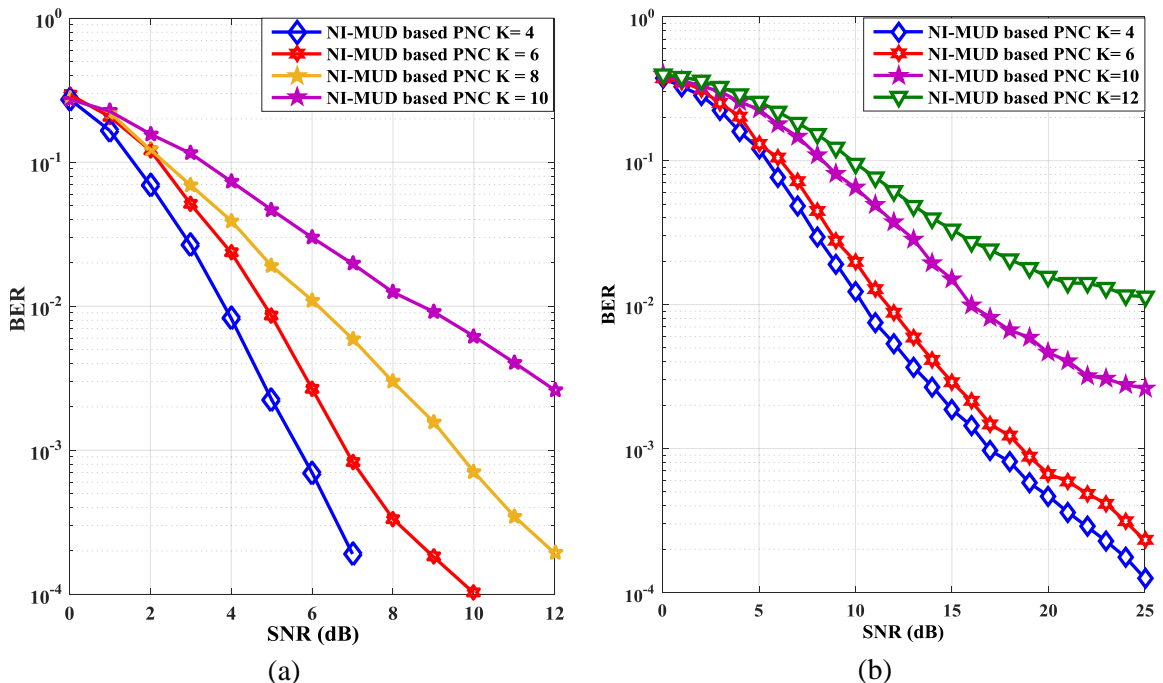 NI-MUD based PNC K= 4
NI-MUD based PNC K = 6
NI-MUD based PNC K = 8
NI-MUD based PNC K = 10
10^0
10^-1
10^-2
10^-3
10^-4
BER
0 2 4 6 8 10 12
SNR (dB)
(a)
NI-MUD based PNC K= 4
NI-MUD based PNC K = 6
NI-MUD based PNC K=10
NI-MUD based PNC K=12
10^0
10^-1
10^-2
10^-3
10^-4
BER
0 5 10 15 20 25
SNR (dB)
(b)